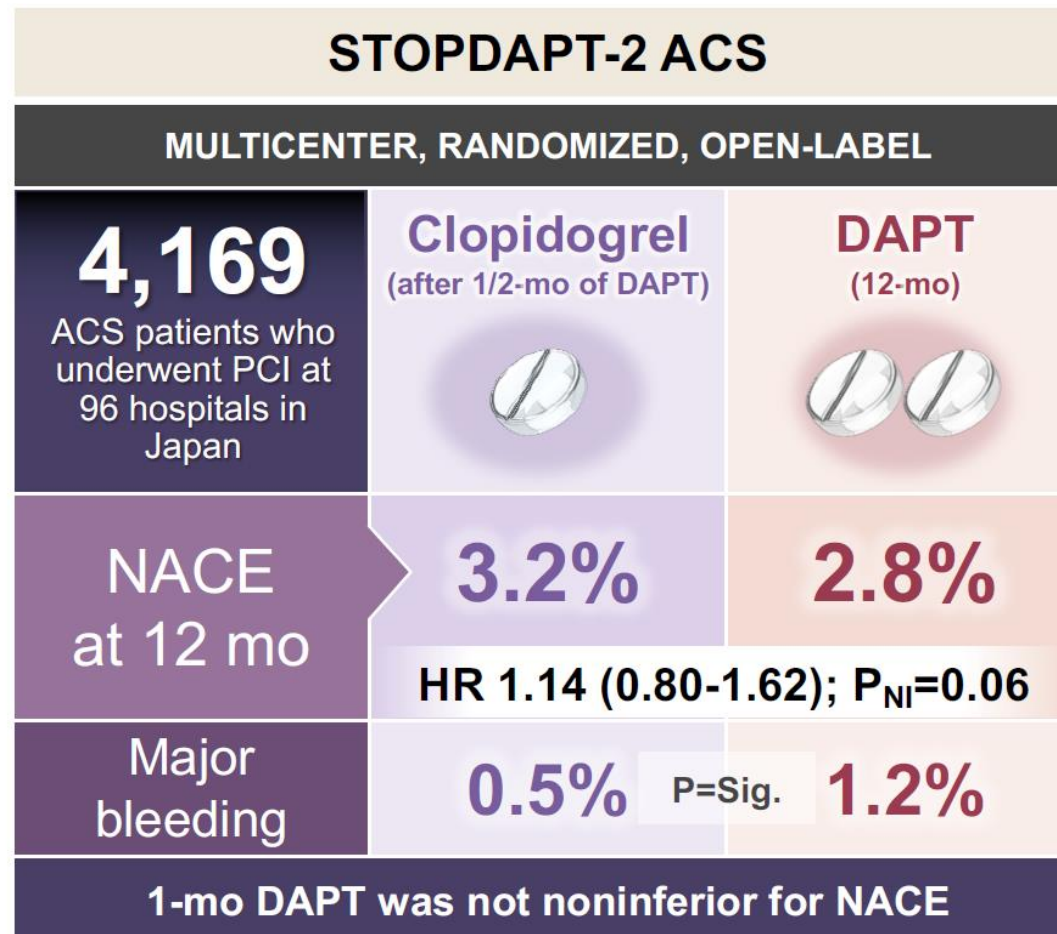 STOPDAPT-2 ACS
MULTICENTER, RANDOMIZED, OPEN-LABEL
4,169
ACS patients who
underwent PCI at
96 hospitals in
Japan
Clopidogrel
(after 1/2-mo of DAPT)
DAPT
(12-mo)
NACE
at 12 mo
3.2%
2.8%
HR 1.14 (0.80-1.62); PNI=0.06
Major
bleeding
0.5%
P=Sig.
1.2%
1-mo DAPT was not noninferior for NACE